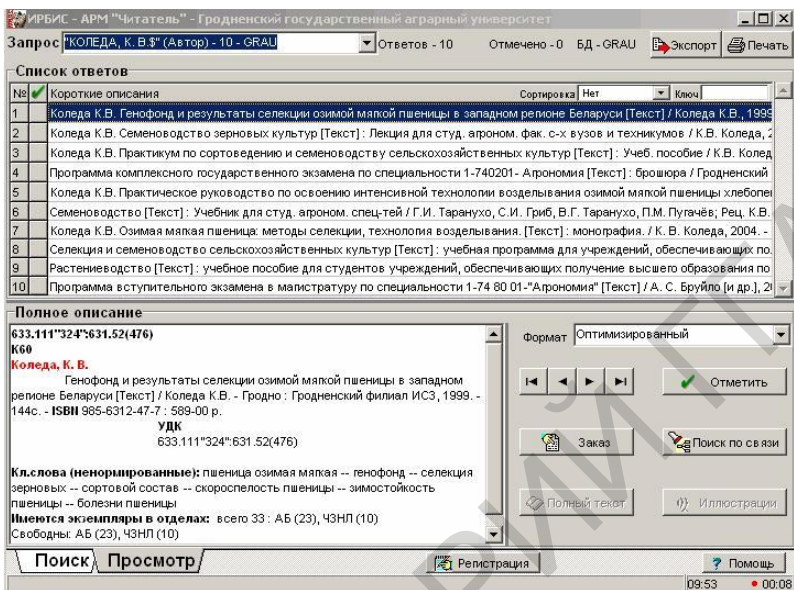 ИРБИС - АРМ "Читатель" - Гродненский государственный аграрный университет
Запрос "КОЛЕДА, К. В.$" (Автор) - 10 - GRAU Ответов - 10 Отмечено - 0 БД - GRAU Экспорт Печать
Список ответов
№ Короткие описания Сортировка Нет Ключ
1 Коледа К.В. Генофонд и результаты селекции озимой мягкой пшеницы в западном регионе Беларуси [Текст] / Коледа К.В., 1999
2 Коледа К.В. Семеноводство зерновых культур [Текст] : Лекция для студ. агроном. фак. с-х вузов и техникумов / К.В. Коледа, 2
3 Коледа К.В. Практикум по сортоведению и семеноводству сельскохозяйственных культур [Текст] : Учеб. пособие / К.В. Колед
4 Программа комплексного государственного экзамена по специальности 1-740201- Агрономия [Текст] : брошюра / Гродненский
5 Коледа К.В. Практическое руководство по освоению интенсивной технологии возделывания озимой мягкой пшеницы хлебопе
6 Семеноводство [Текст] : Учебник для студ. агроном. спец-тей / Г.И. Таранухо, С.И. Гриб, В.Г. Таранухо, П.М. Пугачёв; Рец. К.В.
7 Коледа К.В. Озимая мягкая пшеница: методы селекции, технология возделывания. [Текст] : монография. / К. В. Коледа, 2004. -
8 Селекция и семеноводство сельскохозяйственных культур [Текст] : учебная программа для учреждений, обеспечивающих по.
9 Растениеводство [Текст] : учебное пособие для студентов учреждений, обеспечивающих получение высшего образования по
10 Программа вступительного экзамена в магистратуру по специальности 1-74 80 01-"Агрономия" [Текст] / А. С. Бруйло [и др.], 2
Полное описание
633.111"324":631.52(476)
К60
Коледа, К. В.
Генофонд и результаты селекции озимой мягкой пшеницы в западном
регионе Беларуси [Текст] / Коледа К.В. - Гродно : Гродненский филиал ИСЗ, 1999. -
144с. - ISBN 985-6312-47-7 : 589-00 р.
УДК
633.111"324":631.52(476)
Кл.слова (ненормированные): пшеница озимая мягкая -- генофонд -- селекция
зерновых -- сортовой состав -- скороспелость пшеницы -- зимостойкость
пшеницы -- болезни пшеницы
Имеются экземпляры в отделах: всего 33 : АБ (23), ЧЗНЛ (10)
Свободны: АБ (23), ЧЗНЛ (10)
Формат Оптимизированный
Отметить
Заказ Поиск по связи
Полный текст Иллюстрации
Поиск Просмотр Регистрация Помощь
09:53 00:08